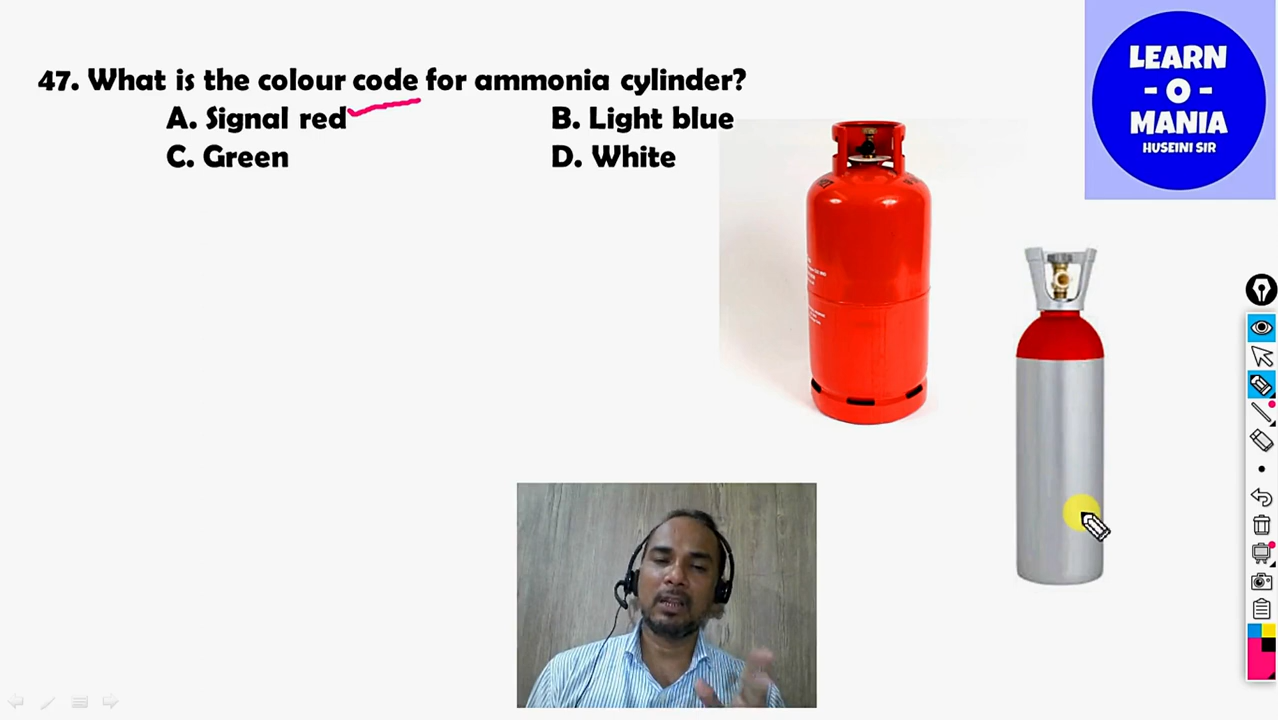 47. What is the colour code for ammonia cylinder?
A. Signal red B. Light blue
C. Green D. White
LEARN
- O -
MANIA
HUSEINI SIR